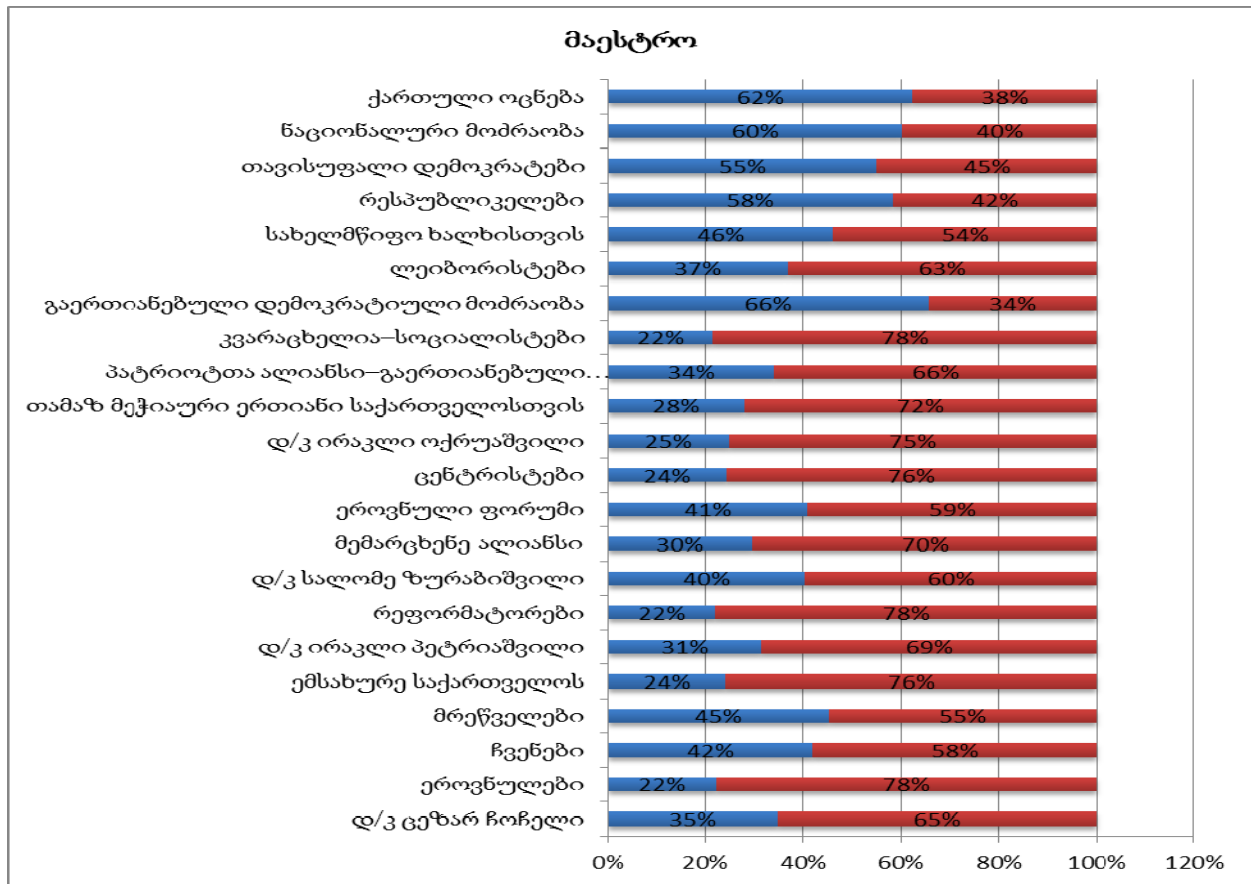 მაესტრო
ქართული ოცნება 62% 38%
ნაციონალური მოძრაობა 60% 40%
თავისუფალი დემოკრატები 55% 45%
რესპუბლიკელები 58% 42%
სახელმწიფო ხალხისთვის 46% 54%
ლეიბორისტები 37% 63%
გაერთიანებული დემოკრატიული მოძრაობა 66% 34%
კვარაცხელია–სოციალისტები 22% 78%
პატრიოტთა ალიანსი–გაერთიანებული... 34% 66%
თამაზ მეჭიაური ერთიანი საქართველოსთვის 28% 72%
დ/კ ირაკლი ოქრუაშვილი 25% 75%
ცენტრისტები 24% 76%
ეროვნული ფორუმი 41% 59%
მემარცხენე ალიანსი 30% 70%
დ/კ სალომე ზურაბიშვილი 40% 60%
რეფორმატორები 22% 78%
დ/კ ირაკლი პეტრიაშვილი 31% 69%
ემსახურე საქართველოს 24% 76%
მრეწველები 45% 55%
ჩვენები 42% 58%
ეროვნულები 22% 78%
დ/კ ცეზარ ჩოჩელი 35% 65%
0% 20% 40% 60% 80% 100% 120%